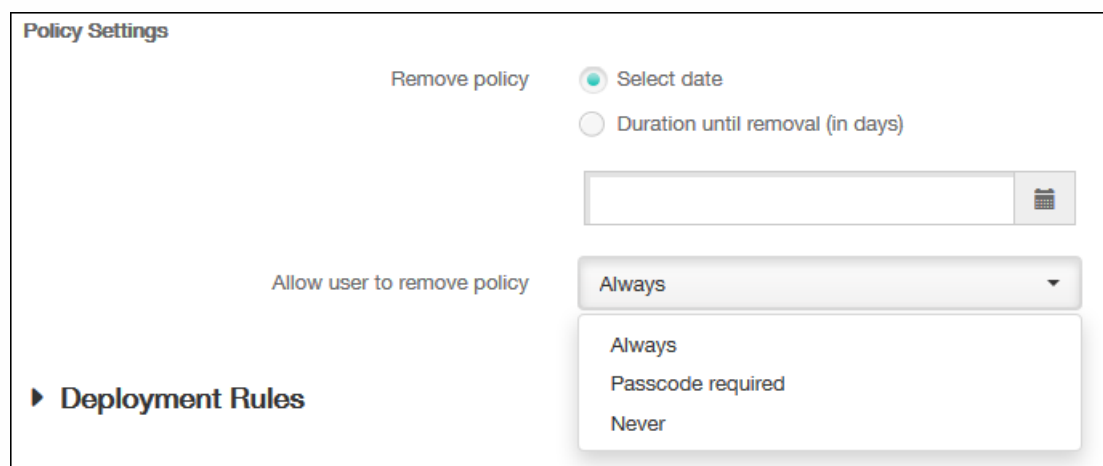 Policy Settings
Remove policy
Select date
Duration until removal (in days)
Allow user to remove policy
Always
Always
Passcode required
Never
Deployment Rules